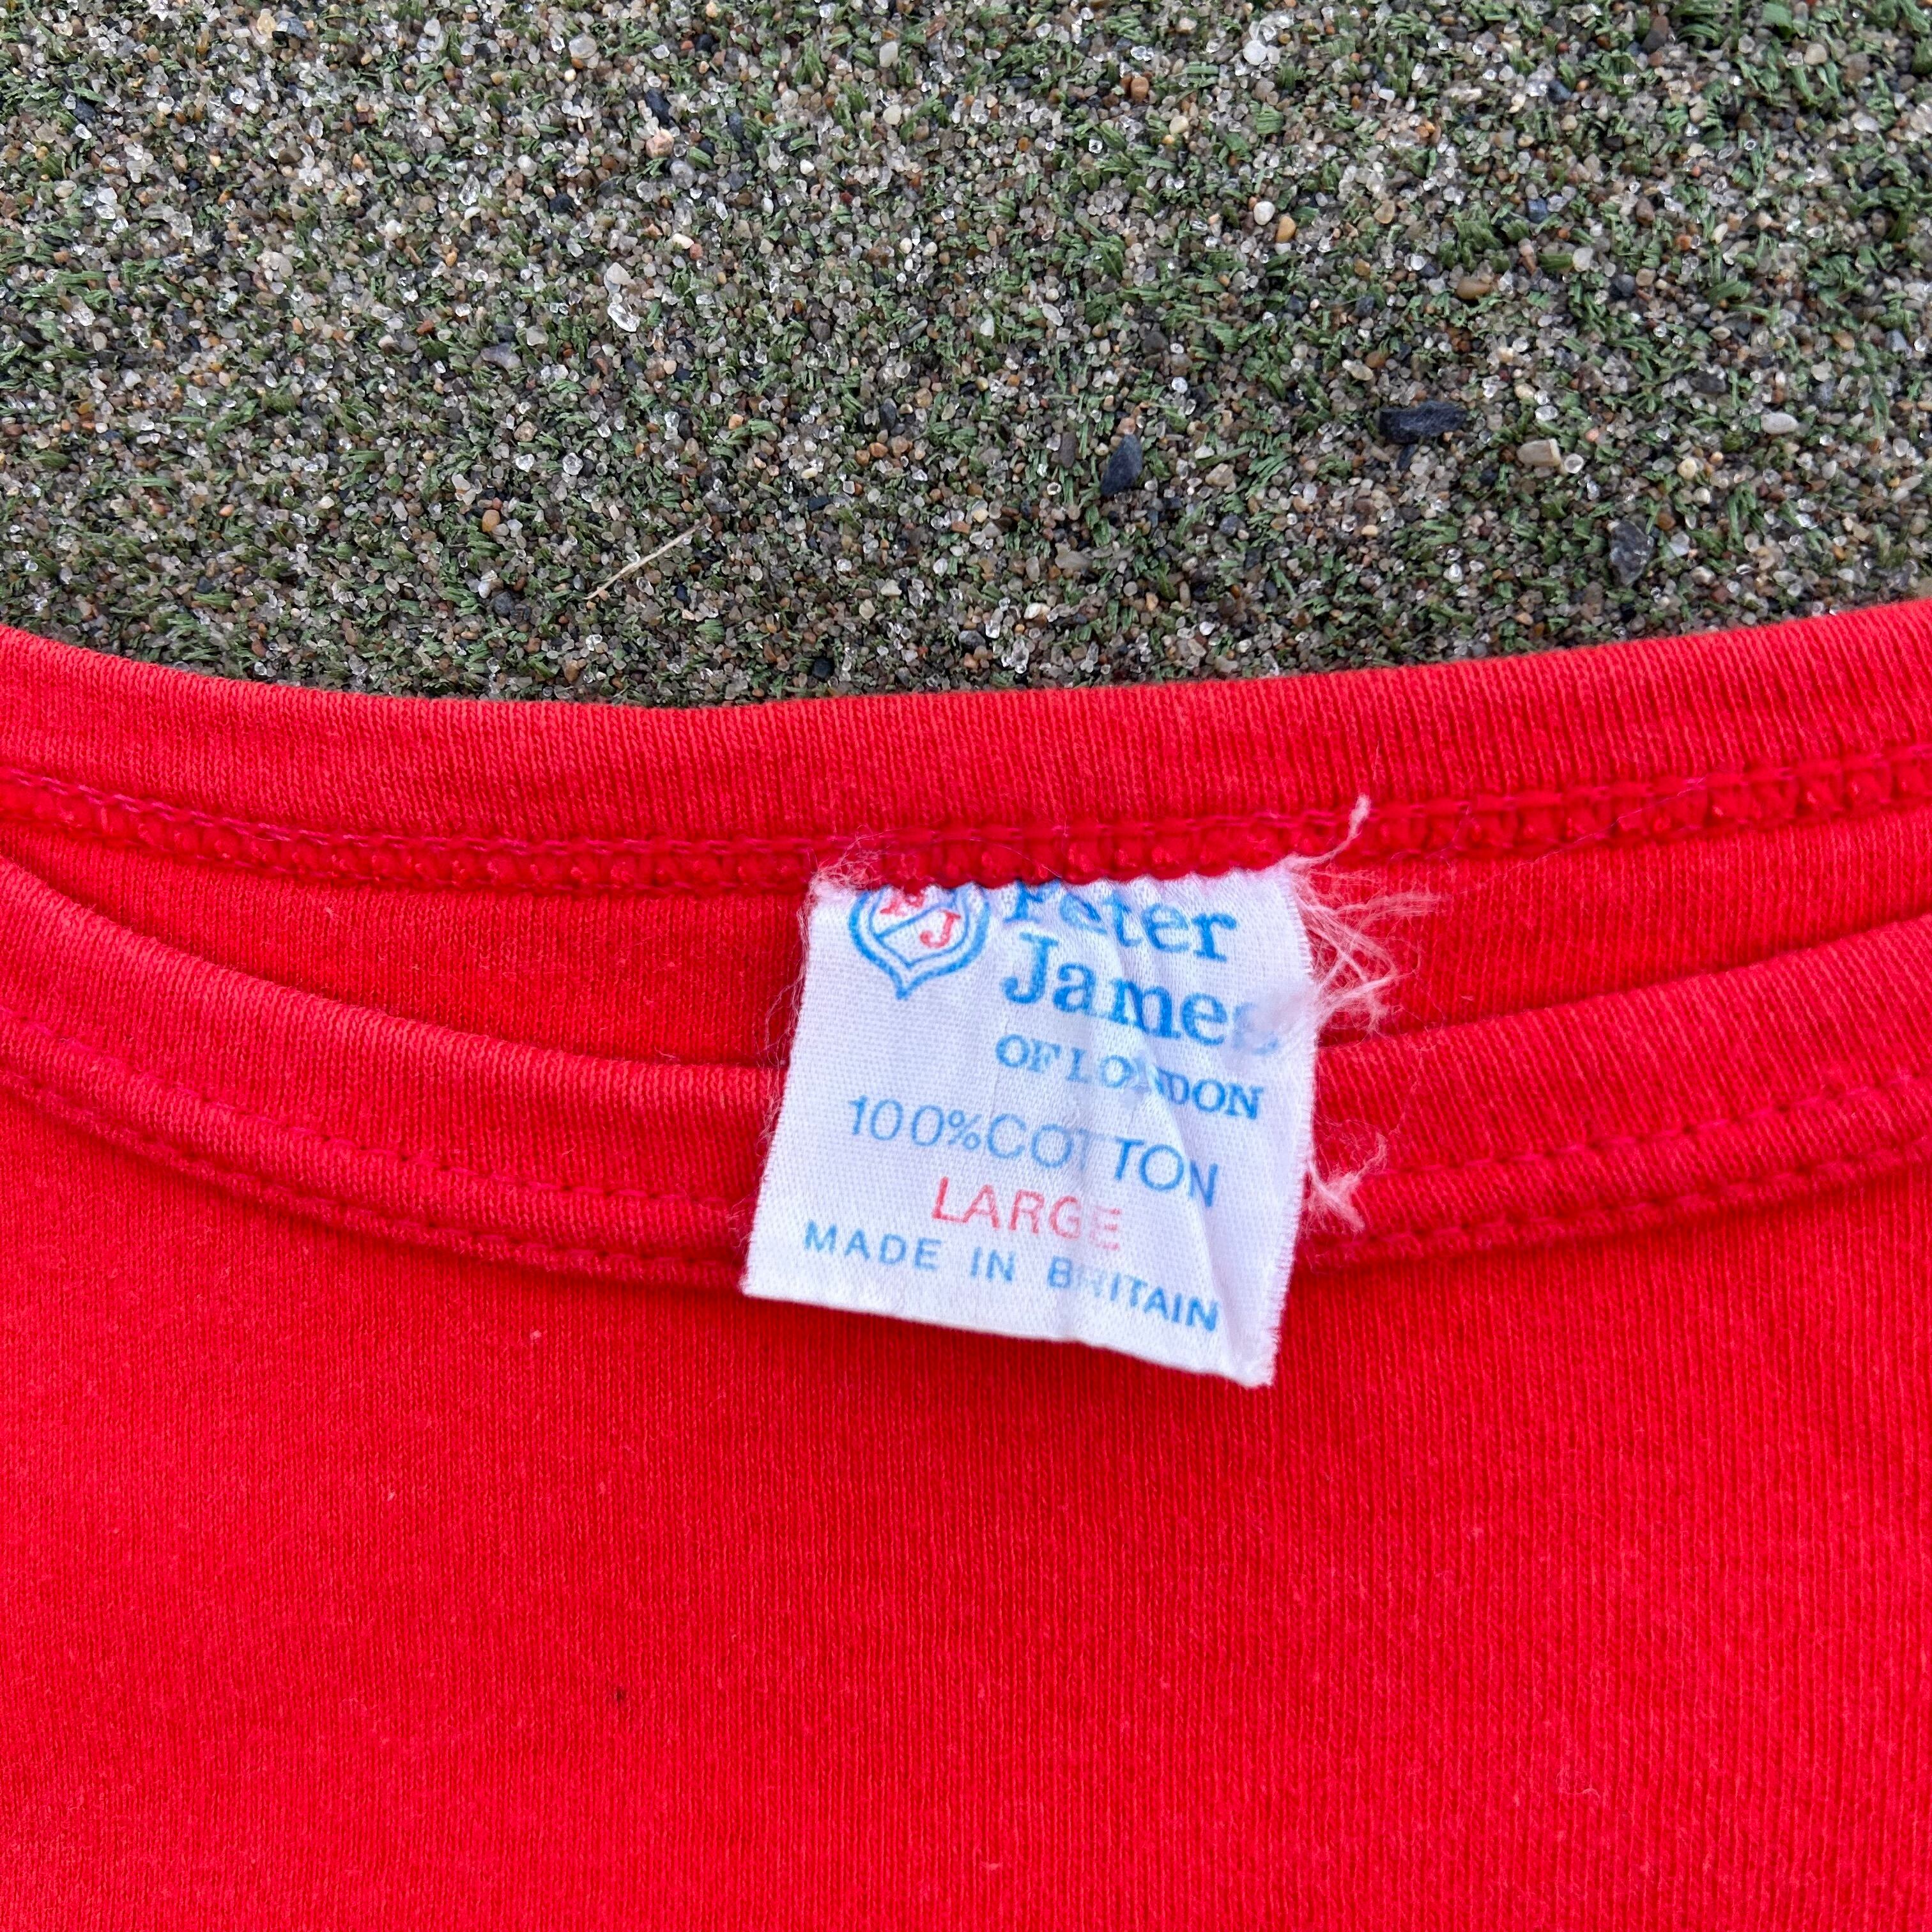 Peter
James
OF LONDON
100% COTTON
LARGE
MADE IN BRITAIN